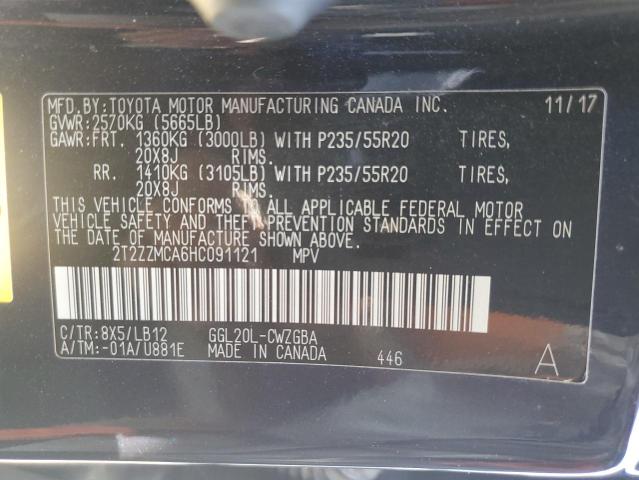 MFD.BY:TOYOTA MOTOR MANUFACTURING CANADA INC. 11/17
GVWR:2570KG (5665LB)
GAWR:FRT. 1360KG (3000LB) WITH P235/55R20 TIRES,
20X8J RIMS.
RR. 1410KG (3105LB) WITH P235/55R20 TIRES,
20X8J RIMS.
THIS VEHICLE CONFORMS TO ALL APPLICABLE FEDERAL MOTOR
VEHICLE SAFETY AND THEFT PREVENTION STANDARDS IN EFFECT ON
THE DATE OF MANUFACTURE SHOWN ABOVE.
2T2ZZMCA6HC091121 MPV
C/TR:8X5/LB12 GGL20L-CWZGBA
A/TM:-01A/U881E MADE IN CANADA 446 A